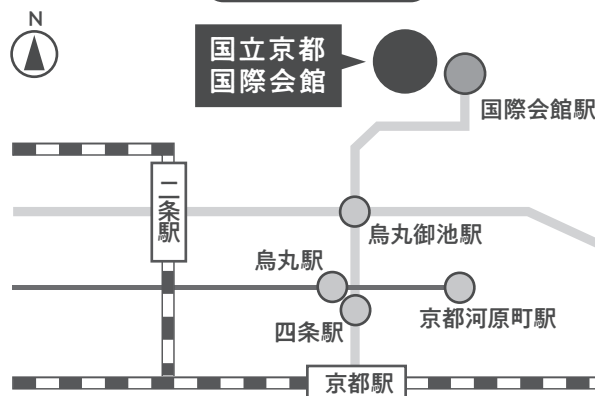 N
国立京都
国際会館
国際会館駅
二条駅
烏丸御池駅
烏丸駅
四条駅
京都河原町駅
京都駅